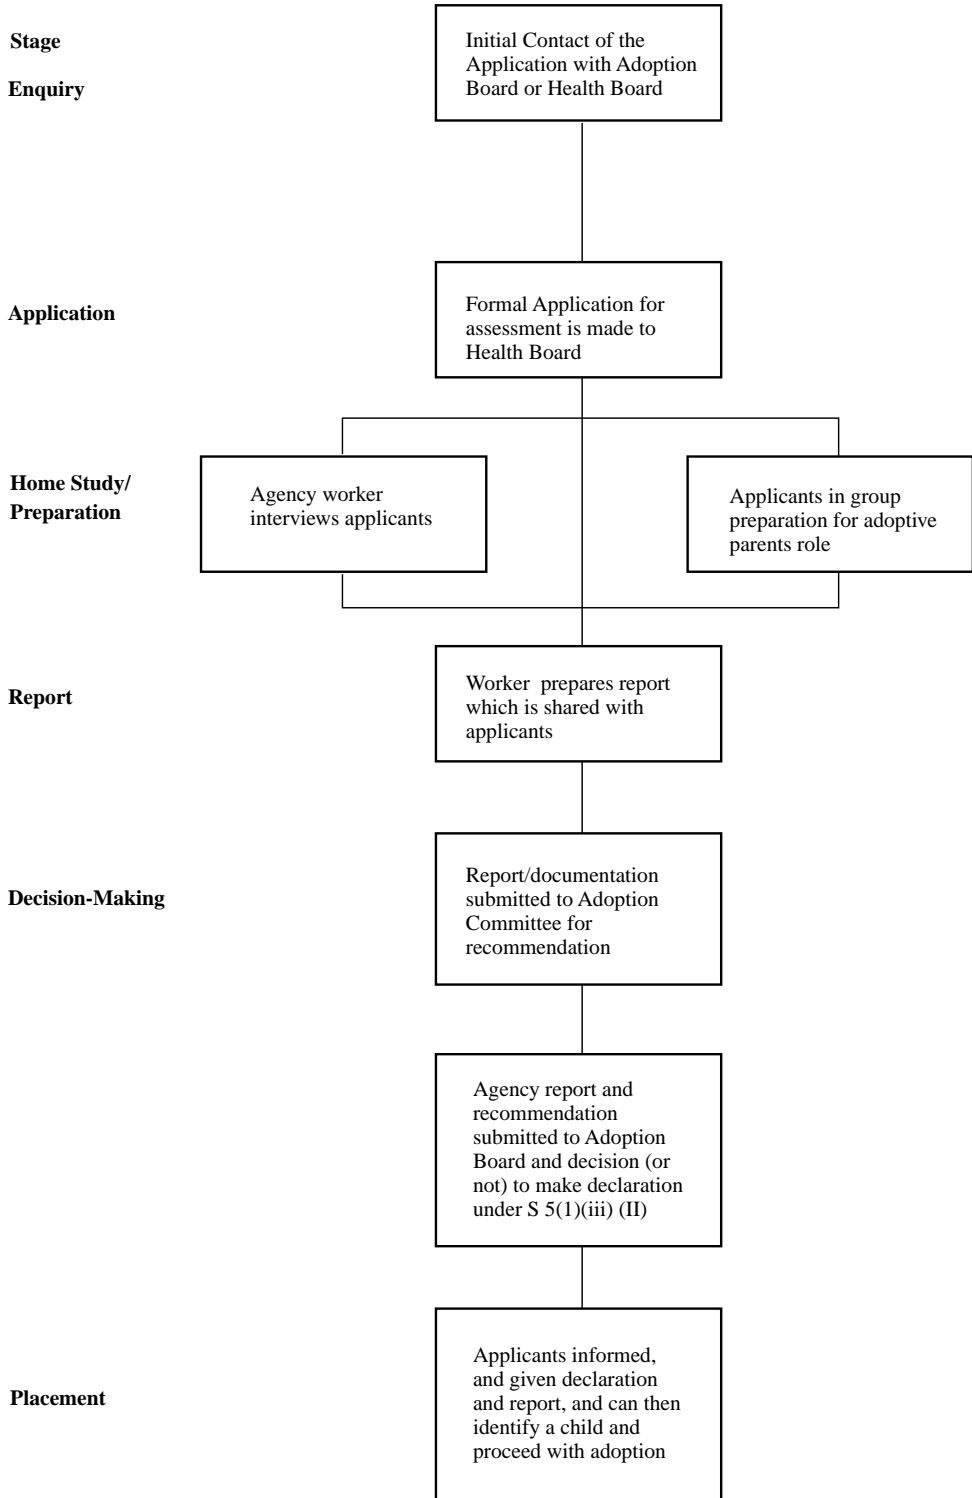 Stage
Enquiry
Initial Contact of the
Application with Adoption
Board or Health Board
Application
Formal Application for
assessment is made to
Health Board
Home Study/
Preparation
Agency worker
interviews applicants
Applicants in group
preparation for adoptive
parents role
Report
Worker prepares report
which is shared with
applicants
Decision-Making
Report/documentation
submitted to Adoption
Committee for
recommendation
Agency report and
recommendation
submitted to Adoption
Board and decision (or
not) to make declaration
under S 5(1)(iii) (II)
Placement
Applicants informed,
and given declaration
and report, and can then
identify a child and
proceed with adoption